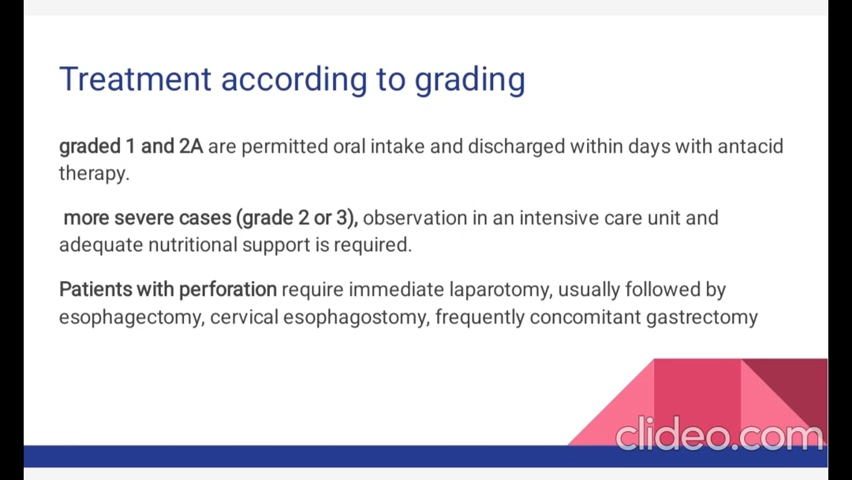 Treatment according to grading
graded 1 and 2A are permitted oral intake and discharged within days with antacid
therapy.
more severe cases (grade 2 or 3), observation in an intensive care unit and
adequate nutritional support is required.
Patients with perforation require immediate laparotomy, usually followed by
esophagectomy, cervical esophagostomy, frequently concomitant gastrectomy
clideo.com